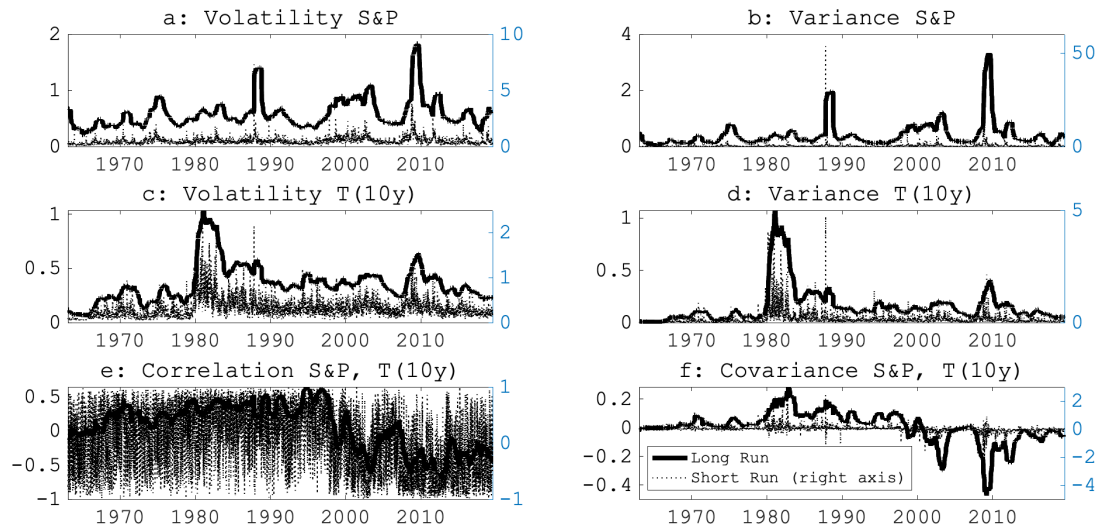 a: Volatility S&P
2
1
0
10
5
0
1970 1980 1990 2000 2010
b: Variance S&P
4
2
0
50
0
1970 1980 1990 2000 2010
c: Volatility T(10y)
1
0.5
0
2
1
0
1970 1980 1990 2000 2010
d: Variance T(10y)
1
0.5
0
5
0
1970 1980 1990 2000 2010
e: Correlation S&P, T(10y)
0.5
0
-0.5
-1
1
0
-1
1970 1980 1990 2000 2010
f: Covariance S&P, T(10y)
0.2
0
-0.2
-0.4
2
0
-2
-4
Long Run
Short Run (right axis)
1970 1980 1990 2000 2010